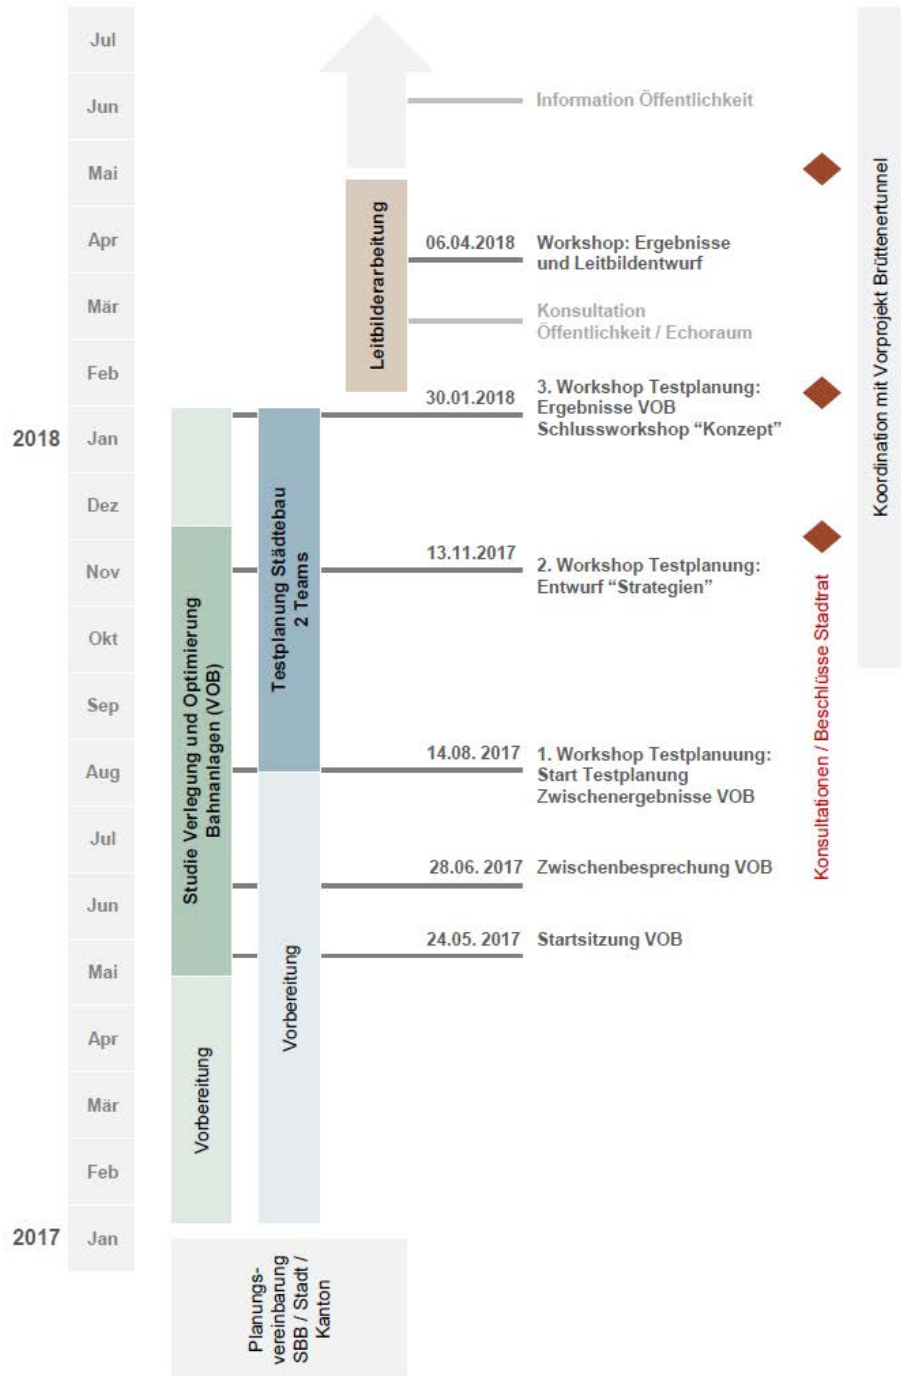 Jul
Jun
Mai
Apr
Mär
Feb
2018
Jan
Dez
Nov
Okt
Sep
Aug
Jul
Jun
Mai
Apr
Mär
Feb
2017
Jan
Studie Verlegung und Optimierung
Bahnanlagen (VOB)
Vorbereitung
Testplanung Städtebau
2 Teams
Vorbereitung
Leitbilderarbeitung
Planungs-
vereinbarung
SBB / Stadt /
Kanton
Information Öffentlichkeit
06.04.2018
Workshop: Ergebnisse
und Leitbildentwurf
Konsultation
Öffentlichkeit / Echoraum
30.01.2018
3. Workshop Testplanung:
Ergebnisse VOB
Schlussworkshop “Konzept”
13.11.2017
2. Workshop Testplanung:
Entwurf “Strategien”
14.08. 2017
1. Workshop Testplanuung:
Start Testplanung
Zwischenergebnisse VOB
28.06. 2017
Zwischenbesprechung VOB
24.05. 2017
Startsitzung VOB
Konsultationen / Beschlüsse Stadtrat
Koordination mit Vorprojekt Brüttenertunnel